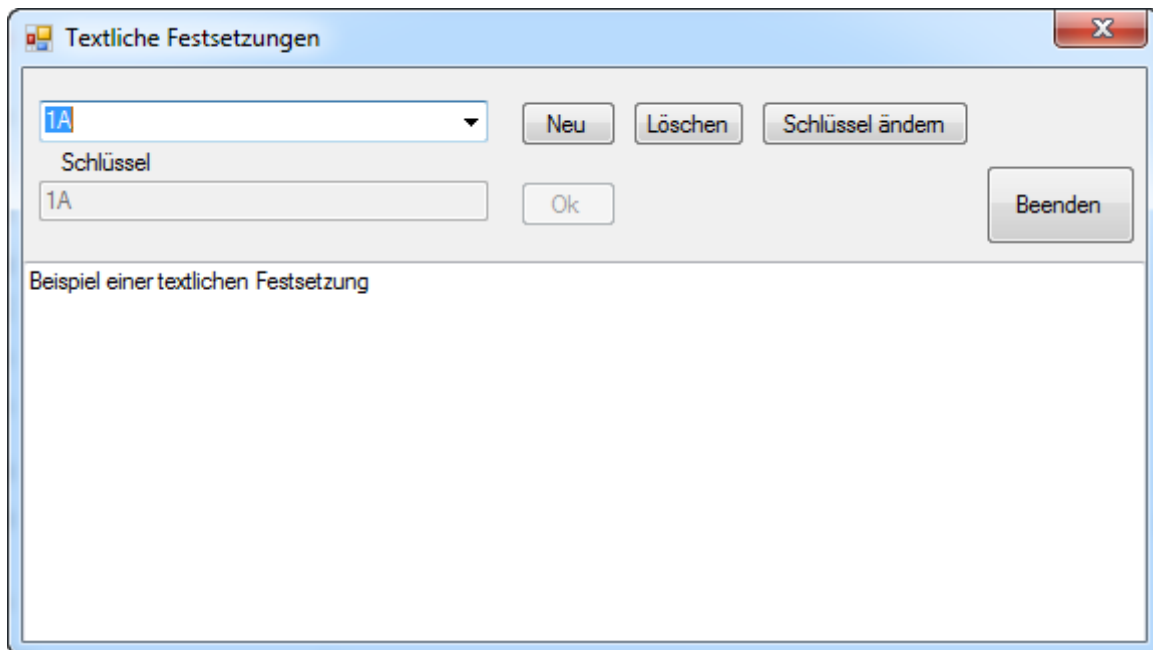 Textliche Festsetzungen
1A
Neu Löschen Schlüssel ändern
Schlüssel
1A
Ok
Beenden
Beispiel einer textlichen Festsetzung